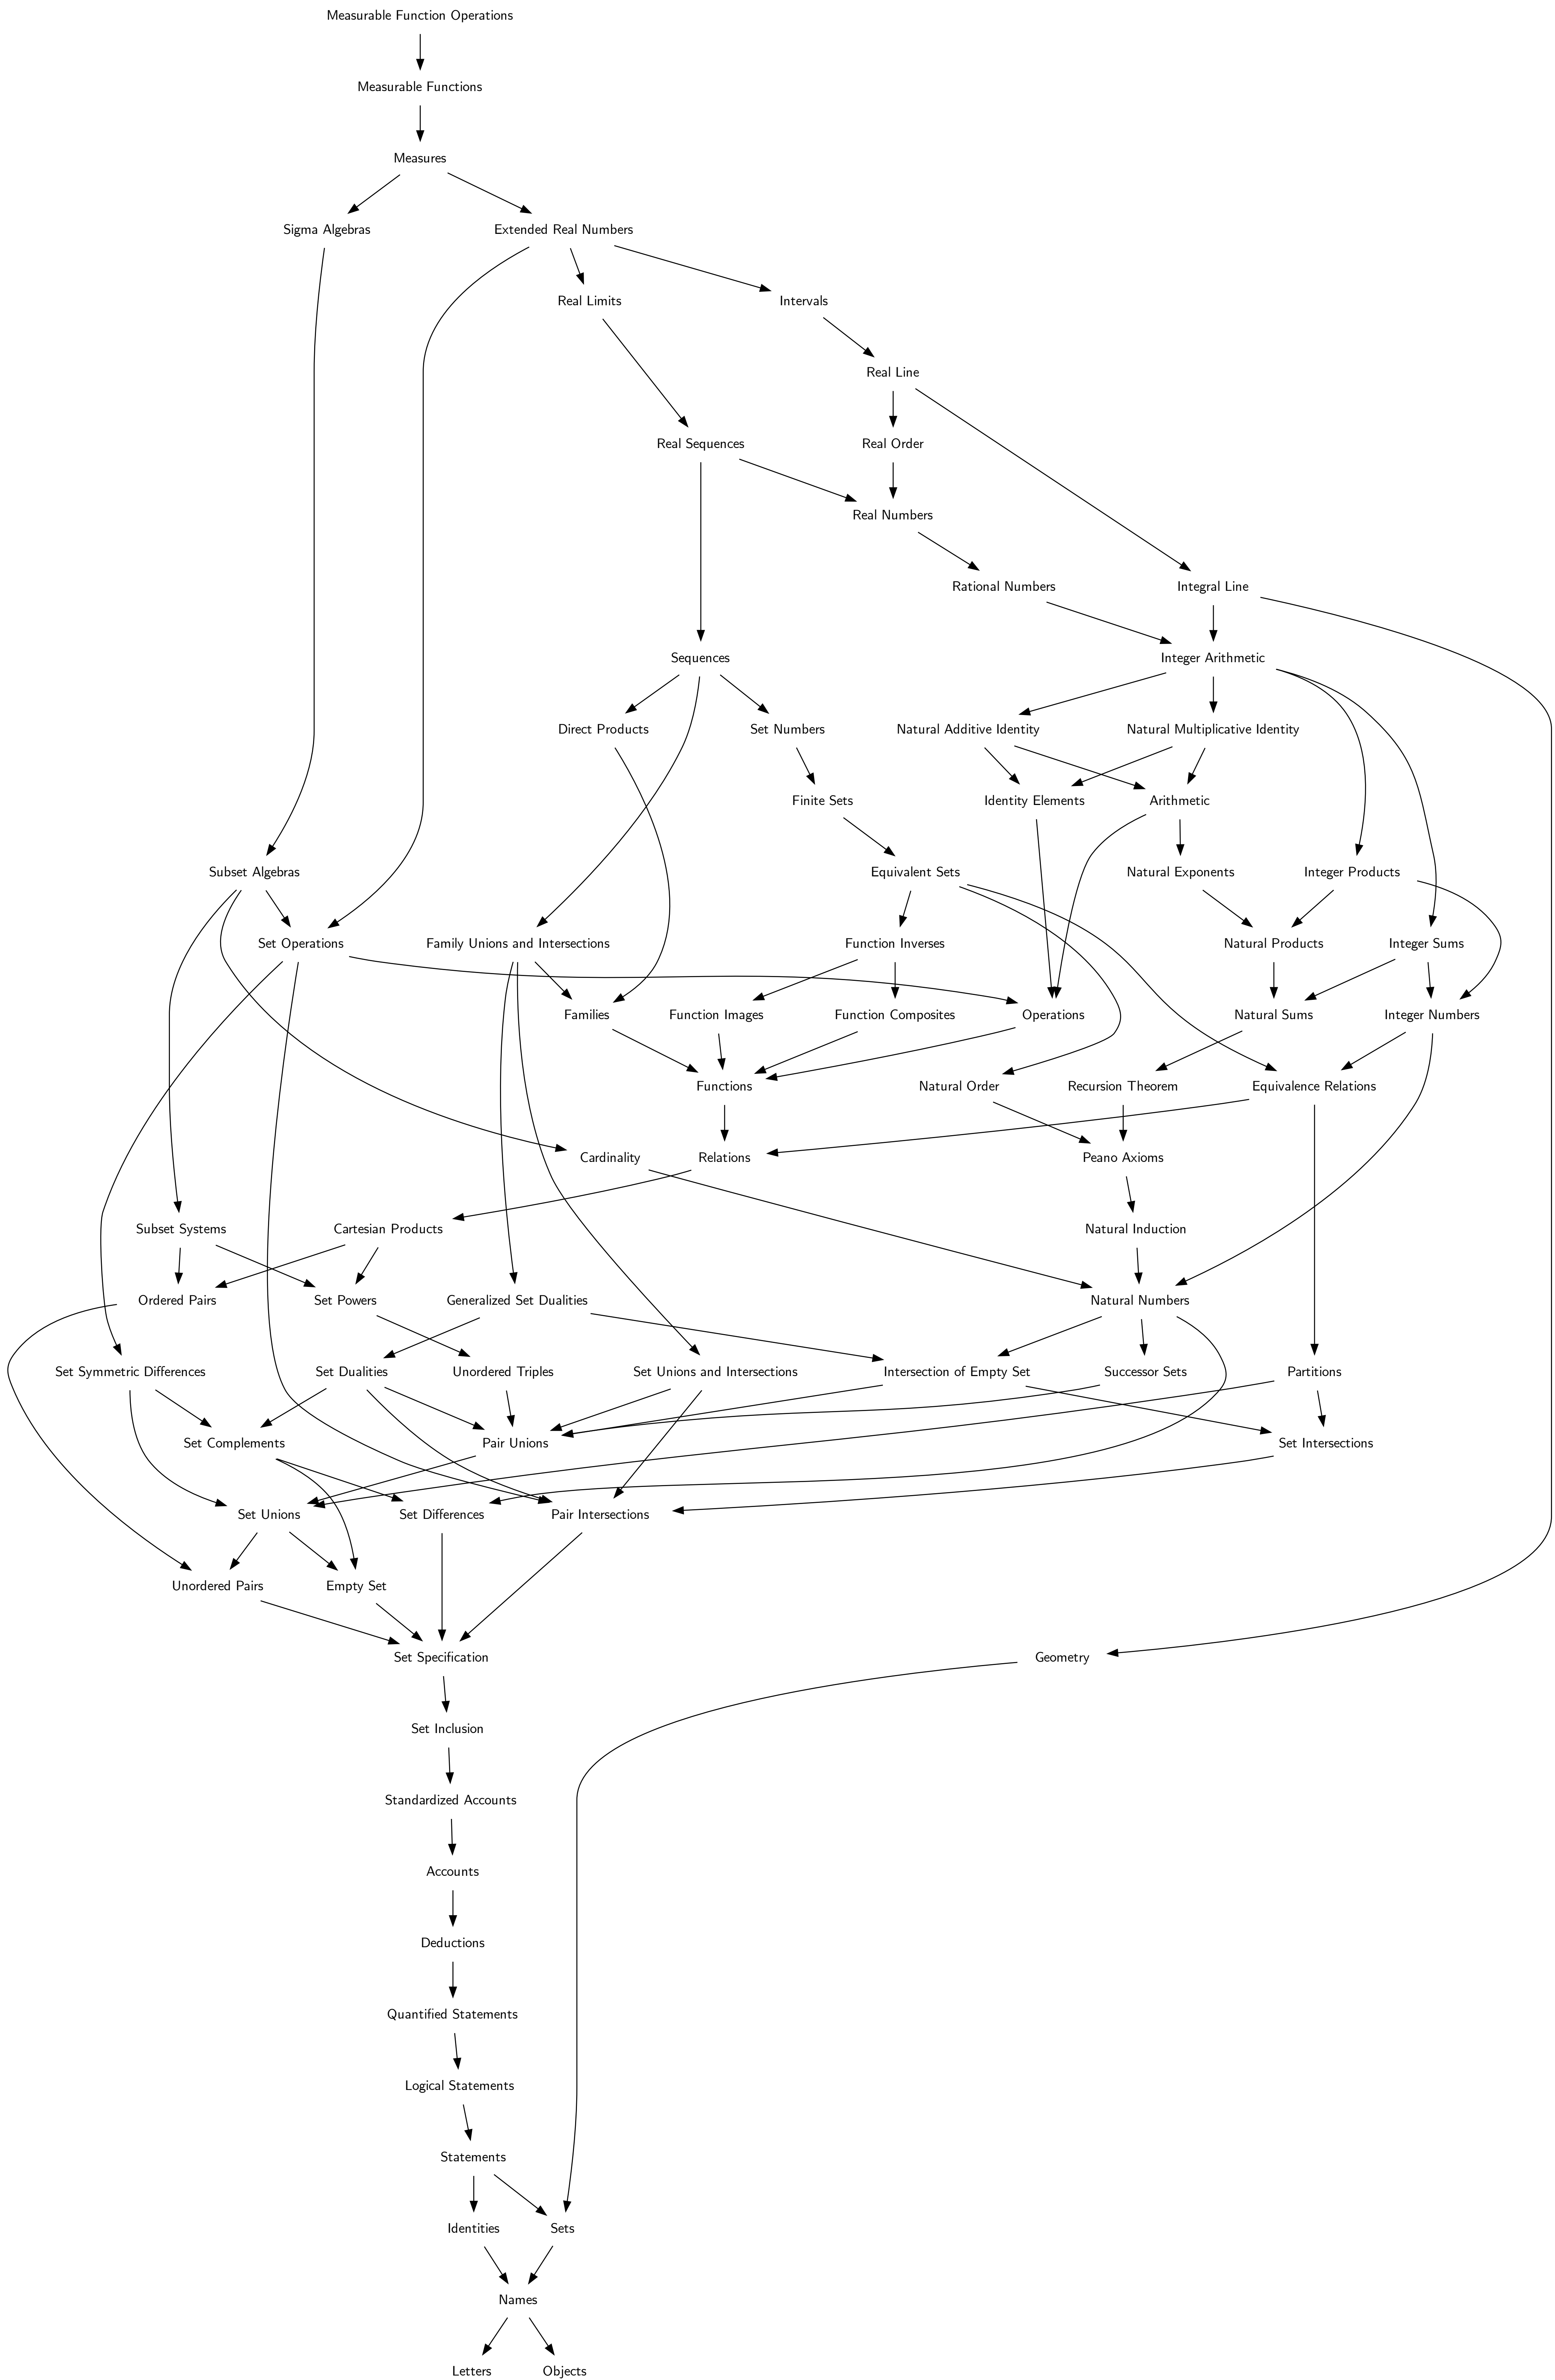 Measurable Function Operations
Measurable Functions
Measures
Sigma Algebras
Extended Real Numbers
Real Limits
Intervals
Real Line
Real Sequences
Real Order
Real Numbers
Rational Numbers
Integral Line
Sequences
Integer Arithmetic
Direct Products
Set Numbers
Natural Additive Identity
Natural Multiplicative Identity
Finite Sets
Identity Elements
Arithmetic
Subset Algebras
Equivalent Sets
Natural Exponents
Integer Products
Set Operations
Family Unions and Intersections
Function Inverses
Natural Products
Integer Sums
Families
Function Images
Function Composites
Operations
Natural Sums
Integer Numbers
Functions
Natural Order
Recursion Theorem
Equivalence Relations
Cardinality
Relations
Peano Axioms
Subset Systems
Cartesian Products
Natural Induction
Ordered Pairs
Set Powers
Generalized Set Dualities
Natural Numbers
Set Symmetric Differences
Set Dualities
Unordered Triples
Set Unions and Intersections
Intersection of Empty Set
Successor Sets
Partitions
Set Complements
Pair Unions
Set Intersections
Set Unions
Set Differences
Pair Intersections
Unordered Pairs
Empty Set
Set Specification
Geometry
Set Inclusion
Standardized Accounts
Accounts
Deductions
Quantified Statements
Logical Statements
Statements
Identities
Sets
Names
Letters
Objects